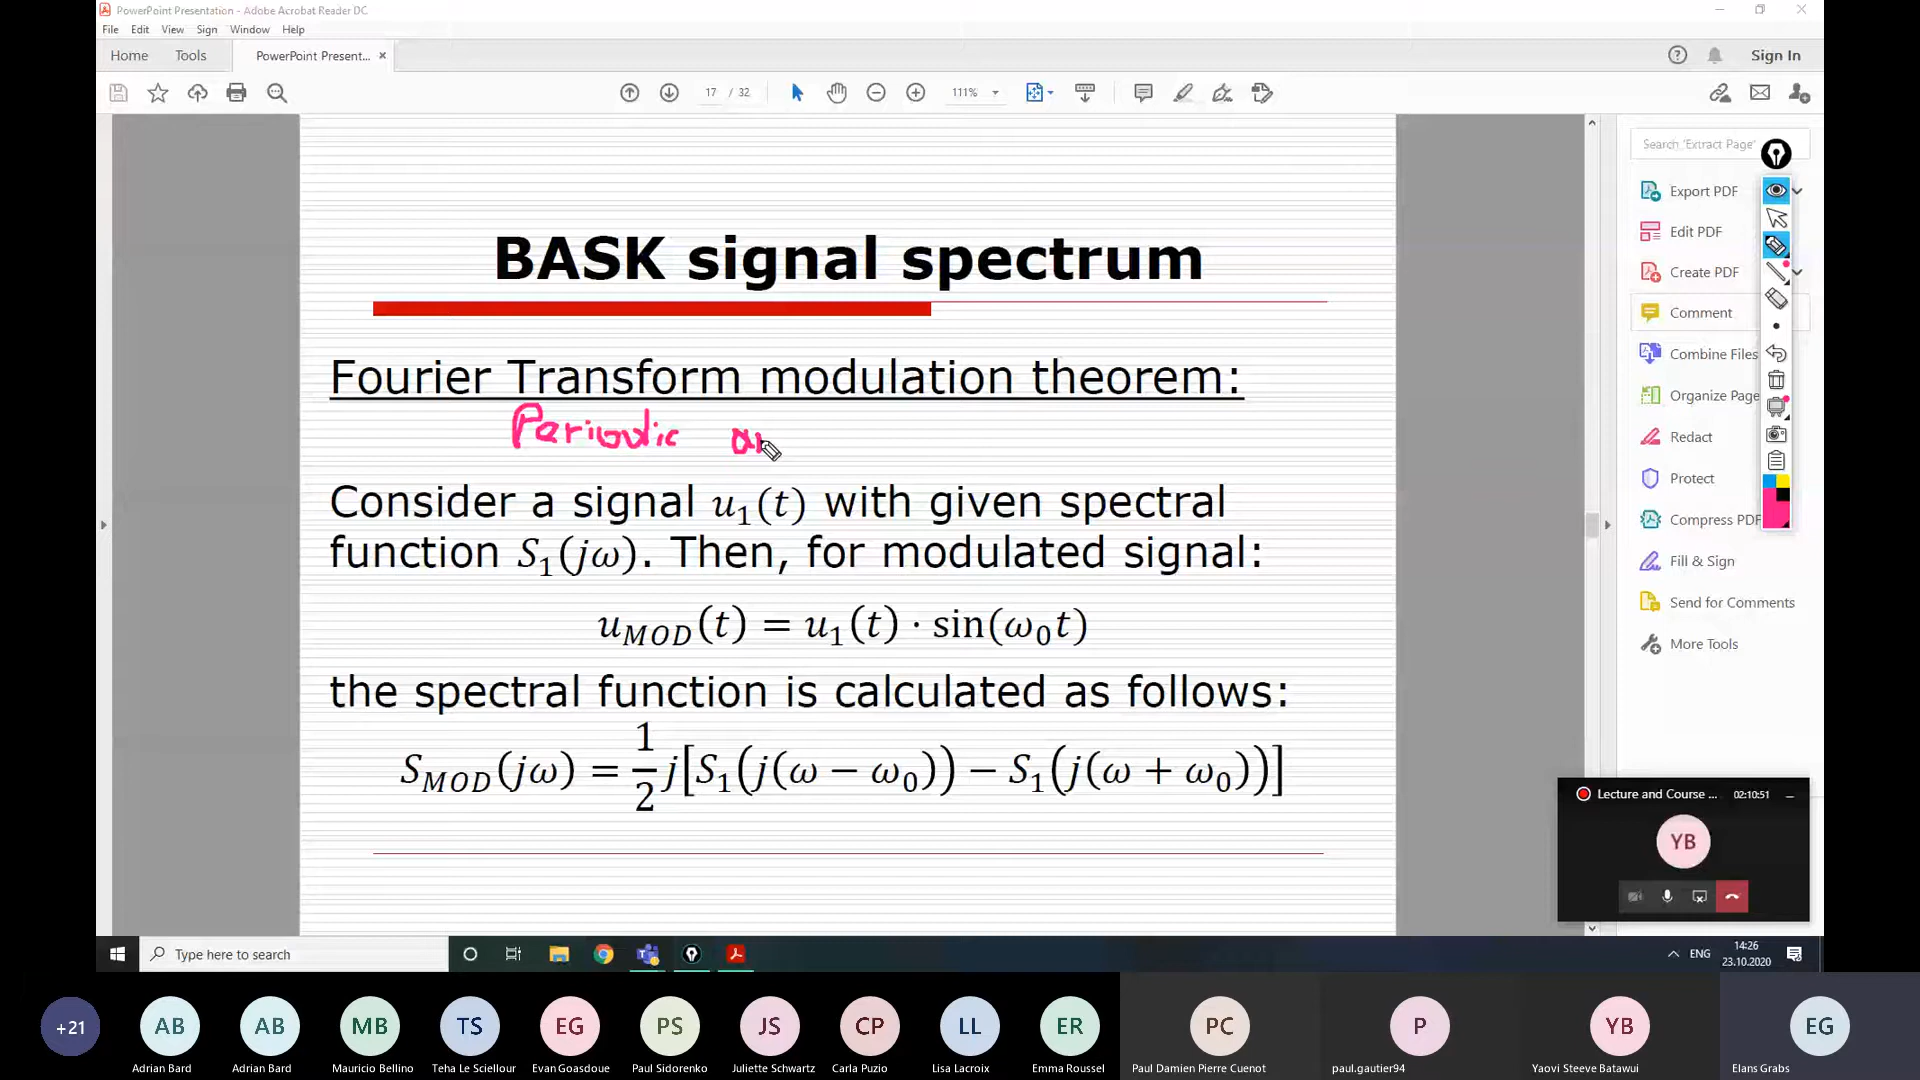 PowerPoint Presentation - Adobe Acrobat Reader DC
File Edit View Sign Window Help
Home Tools PowerPoint Present... × Sign In
17 / 32 111%
Search 'Extract Page'
Export PDF
Edit PDF
Create PDF
Comment
Combine Files
Organize Page
Redact
Protect
Compress PDF
Fill & Sign
Send for Comments
More Tools
BASK signal spectrum
Fourier Transform modulation theorem:
Periodic
Consider a signal u₁(t) with given spectral
function S₁(jω). Then, for modulated signal:
u_MOD(t) = u₁(t) · sin(ω₀t)
the spectral function is calculated as follows:
S_MOD(jω) = 1/2 j[S₁(j(ω − ω₀)) − S₁(j(ω + ω₀))]
Lecture and Course ... 02:10:51
YB
Type here to search
ENG
14:26
23.10.2020
+21 AB AB MB TS EG PS JS CP LL ER PC P YB EG
Adrian Bard Adrian Bard Mauricio Bellino Teha Le Sciellour Evan Goasdoue Paul Sidorenko Juliette Schwartz Carla Puzio Lisa Lacroix Emma Roussel Paul Damien Pierre Cuenot paul.gautier94 Yaovi Steeve Batawui Elans Grabs